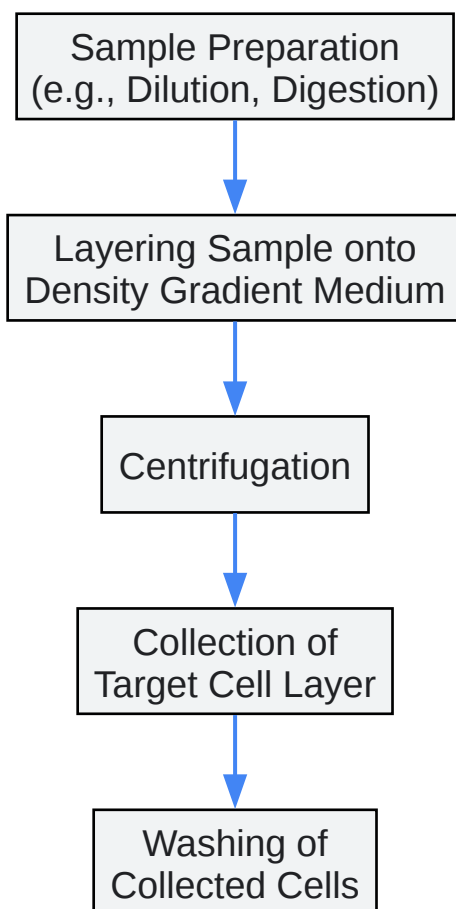 Sample Preparation
(e.g., Dilution, Digestion)
Layering Sample onto
Density Gradient Medium
Centrifugation
Collection of
Target Cell Layer
Washing of
Collected Cells